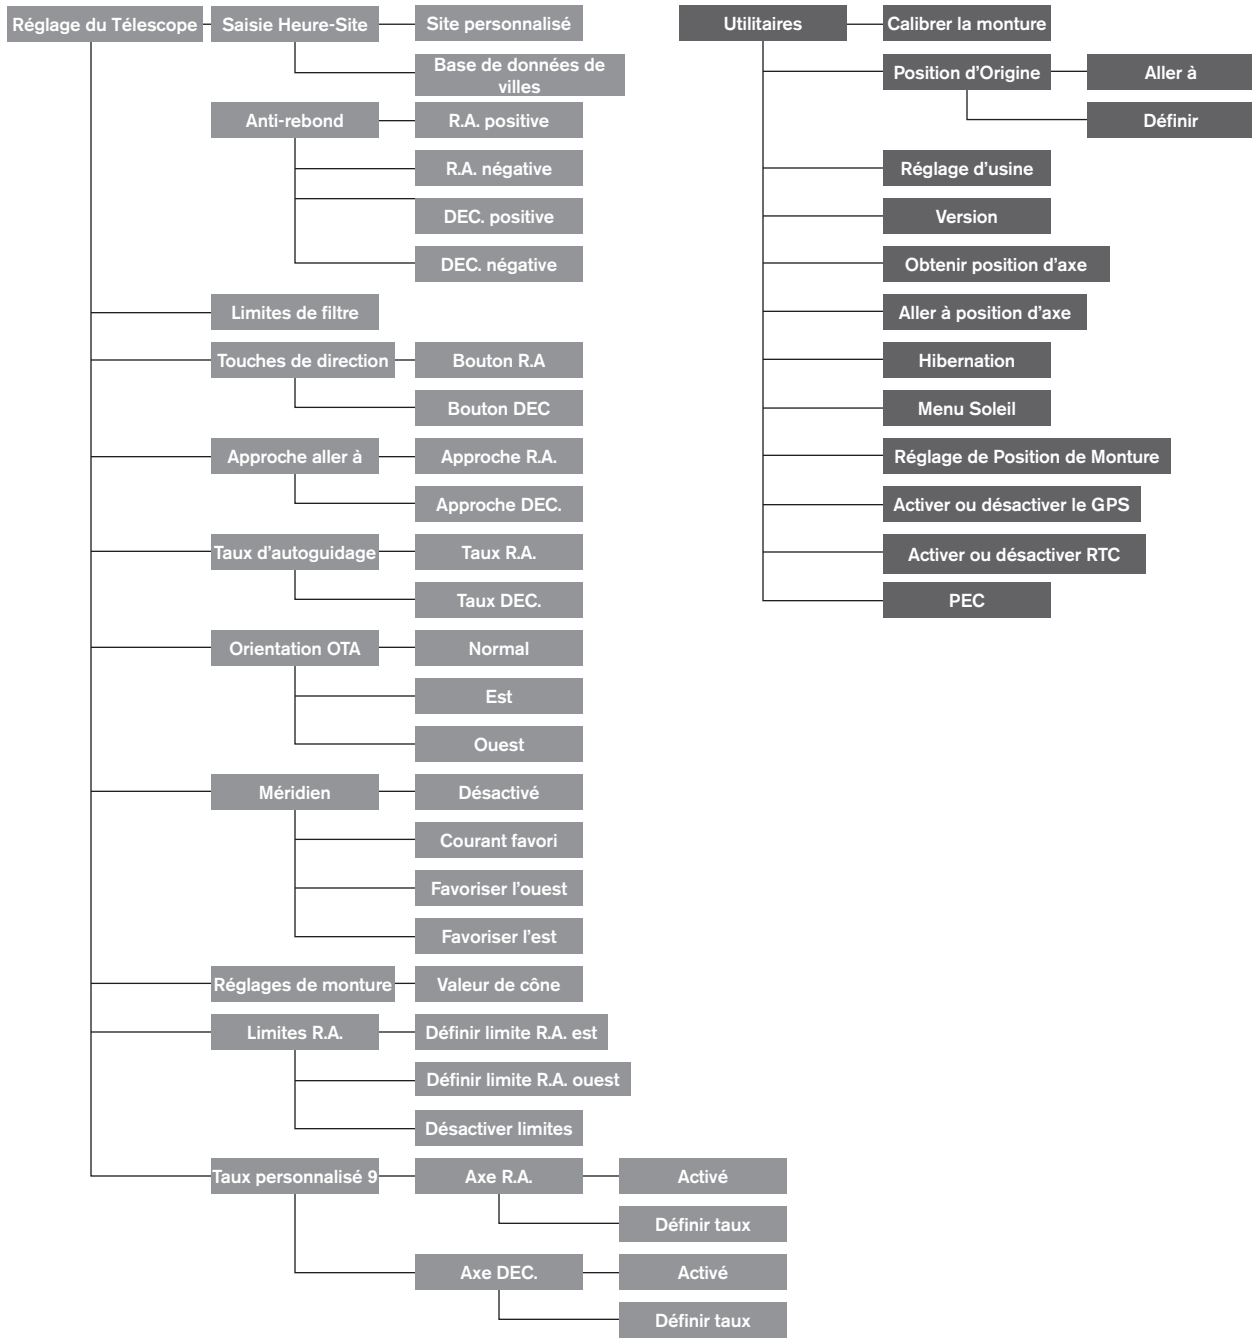 Réglage du Télescope
Saisie Heure-Site
Site personnalisé
Base de données de
villes
Anti-rebond
R.A. positive
R.A. négative
DEC. positive
DEC. négative
Limites de filtre
Touches de direction
Bouton R.A
Bouton DEC
Approche aller à
Approche R.A.
Approche DEC.
Taux d'autoguidage
Taux R.A.
Taux DEC.
Orientation OTA
Normal
Est
Ouest
Méridien
Désactivé
Courant favori
Favoriser l'ouest
Favoriser l'est
Réglages de monture
Valeur de cône
Limites R.A.
Définir limite R.A. est
Définir limite R.A. ouest
Désactiver limites
Taux personnalisé 9
Axe R.A.
Activé
Définir taux
Axe DEC.
Activé
Définir taux
Utilitaires
Calibrer la monture
Position d'Origine
Aller à
Définir
Réglage d'usine
Version
Obtenir position d'axe
Aller à position d'axe
Hibernation
Menu Soleil
Réglage de Position de Monture
Activer ou désactiver le GPS
Activer ou désactiver RTC
PEC